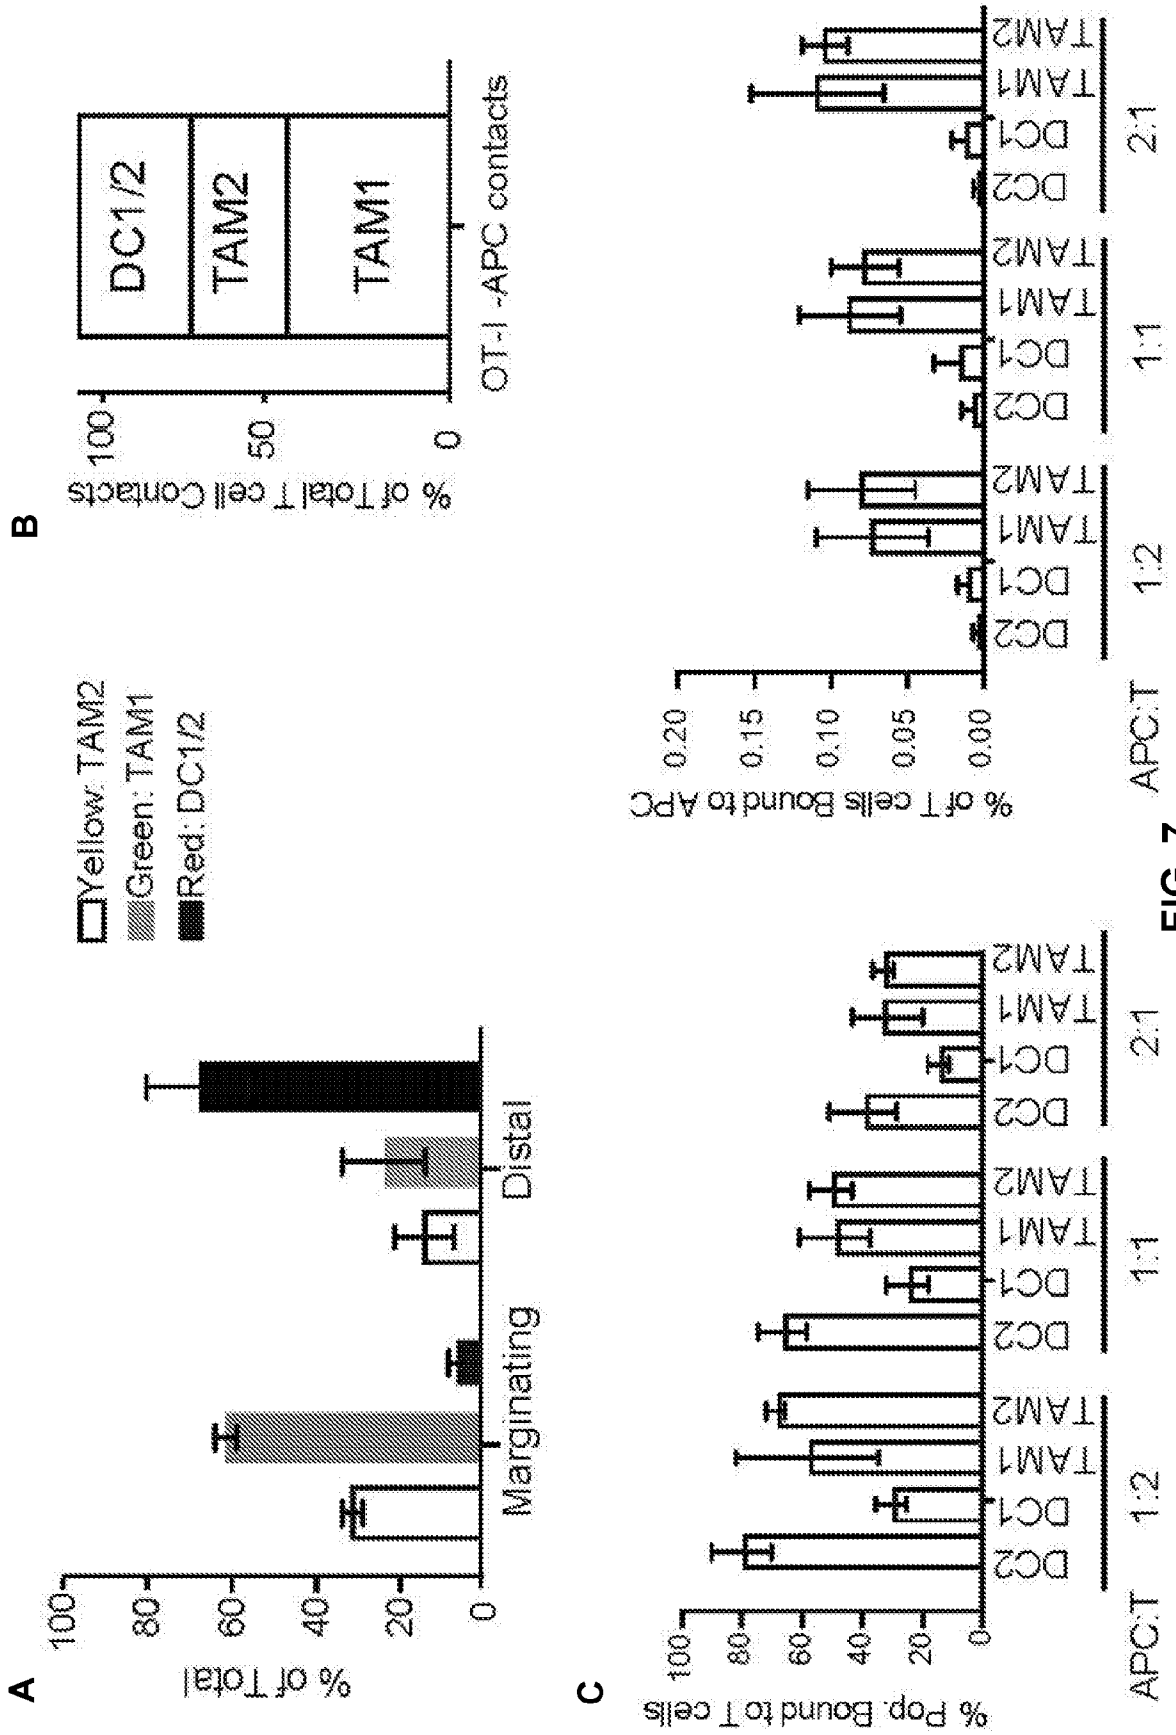 A
% of Total
100
80
60
40
20
0
Marginating
Distal
Yellow: TAM2
Green: TAM1
Red: DC1/2
B
% of Total T cell Contacts
100
50
0
DC1/2
TAM2
TAM1
OT-I -APC contacts
C
% Pop. Bound to T cells
100
80
60
40
20
0
DC2 DC1 TAM1 TAM2 DC2 DC1 TAM1 TAM2 DC2 DC1 TAM1 TAM2
APC:T 1:2 1:1 2:1
% of T cells Bound to APC
0.20
0.15
0.10
0.05
0.00
DC2 DC1 TAM1 TAM2 DC2 DC1 TAM1 TAM2 DC2 DC1 TAM1 TAM2
APC:T 1:2 1:1 2:1
FIG. 7